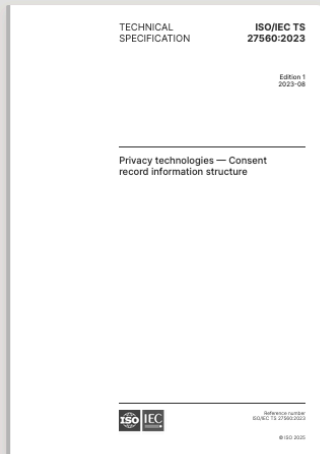 TECHNICAL
SPECIFICATION
ISO/IEC TS
27560:2023
Edition 1
2023-08
Privacy technologies — Consent
record information structure
ISO IEC
Reference number
ISO/IEC TS 27560:2023
© ISO 2025